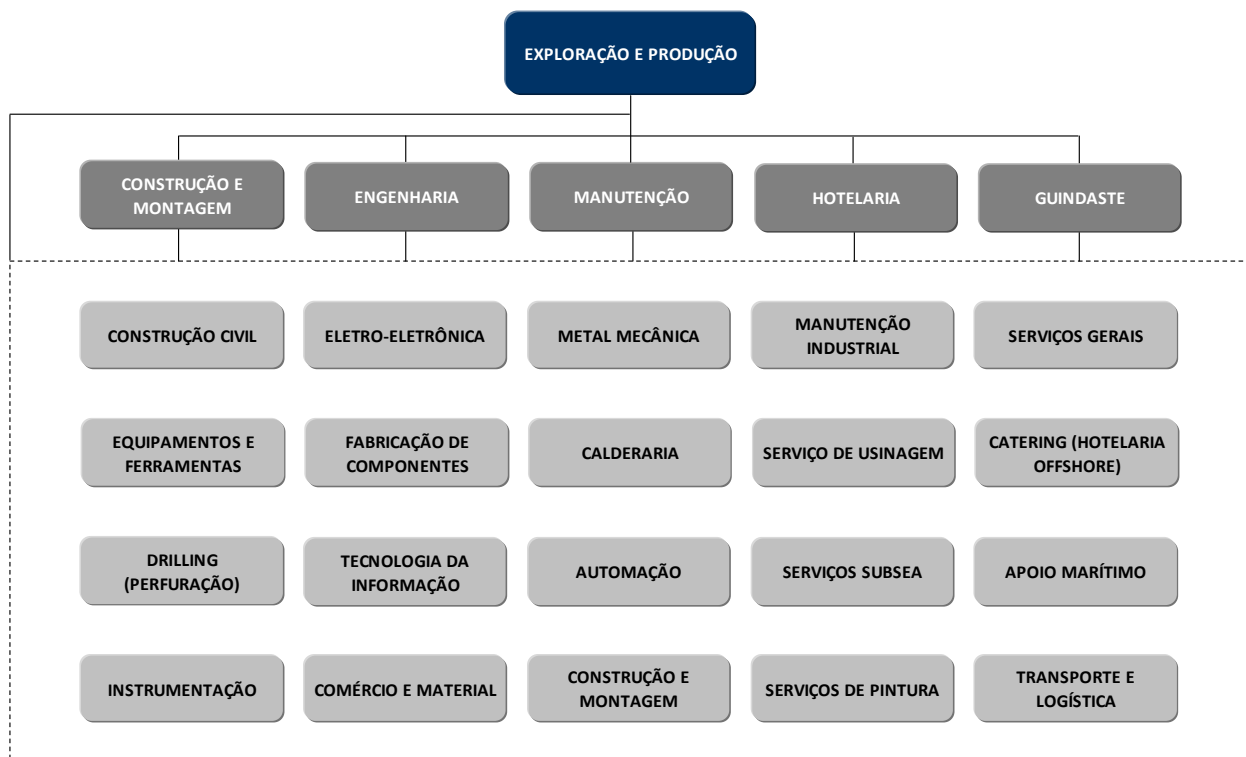 EXPLORAÇÃO E PRODUÇÃO
CONSTRUÇÃO E
MONTAGEM
ENGENHARIA
MANUTENÇÃO
HOTELARIA
GUINDASTE
CONSTRUÇÃO CIVIL
ELETRO-ELETRÔNICA
METAL MECÂNICA
MANUTENÇÃO
INDUSTRIAL
SERVIÇOS GERAIS
EQUIPAMENTOS E
FERRAMENTAS
FABRICAÇÃO DE
COMPONENTES
CALDERARIA
SERVIÇO DE USINAGEM
CATERING (HOTELARIA
OFFSHORE)
DRILLING
(PERFURAÇÃO)
TECNOLOGIA DA
INFORMAÇÃO
AUTOMAÇÃO
SERVIÇOS SUBSEA
APOIO MARÍTIMO
INSTRUMENTAÇÃO
COMÉRCIO E MATERIAL
CONSTRUÇÃO E
MONTAGEM
SERVIÇOS DE PINTURA
TRANSPORTE E
LOGÍSTICA